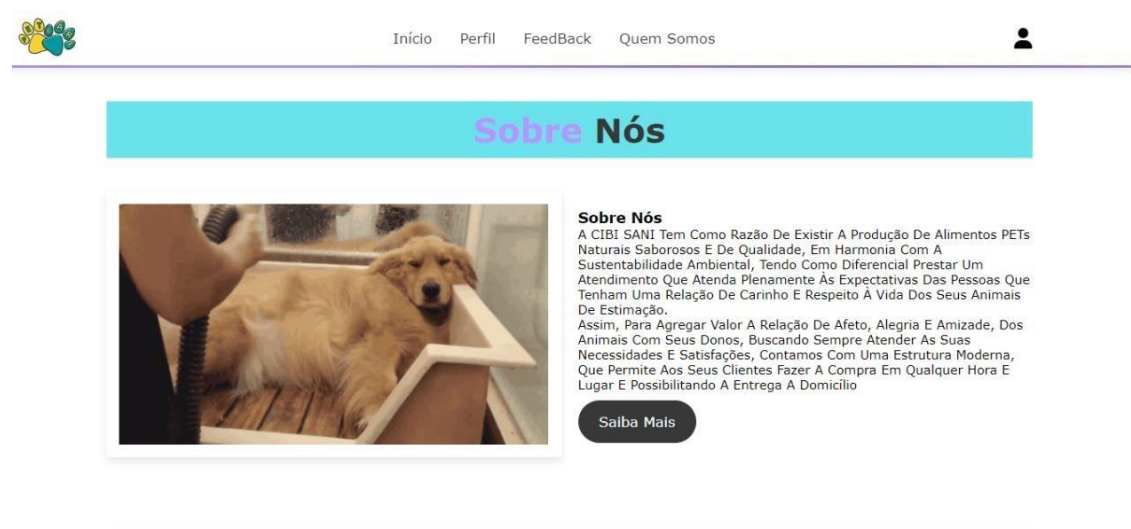 Início Perfil FeedBack Quem Somos
Sobre Nós
Sobre Nós
A CIBI SANI Tem Como Razão De Existir A Produção De Alimentos PETs
Naturais Saborosos E De Qualidade, Em Harmonia Com A
Sustentabilidade Ambiental, Tendo Como Diferencial Prestar Um
Atendimento Que Atenda Plenamente Às Expectativas Das Pessoas Que
Tenham Uma Relação De Carinho E Respeito À Vida Dos Seus Animais
De Estimação.
Assim, Para Agregar Valor A Relação De Afeto, Alegria E Amizade, Dos
Animais Com Seus Donos, Buscando Sempre Atender As Suas
Necessidades E Satisfações, Contamos Com Uma Estrutura Moderna,
Que Permite Aos Seus Clientes Fazer A Compra Em Qualquer Hora E
Lugar E Possibilitando A Entrega A Domicílio
Saiba Mais